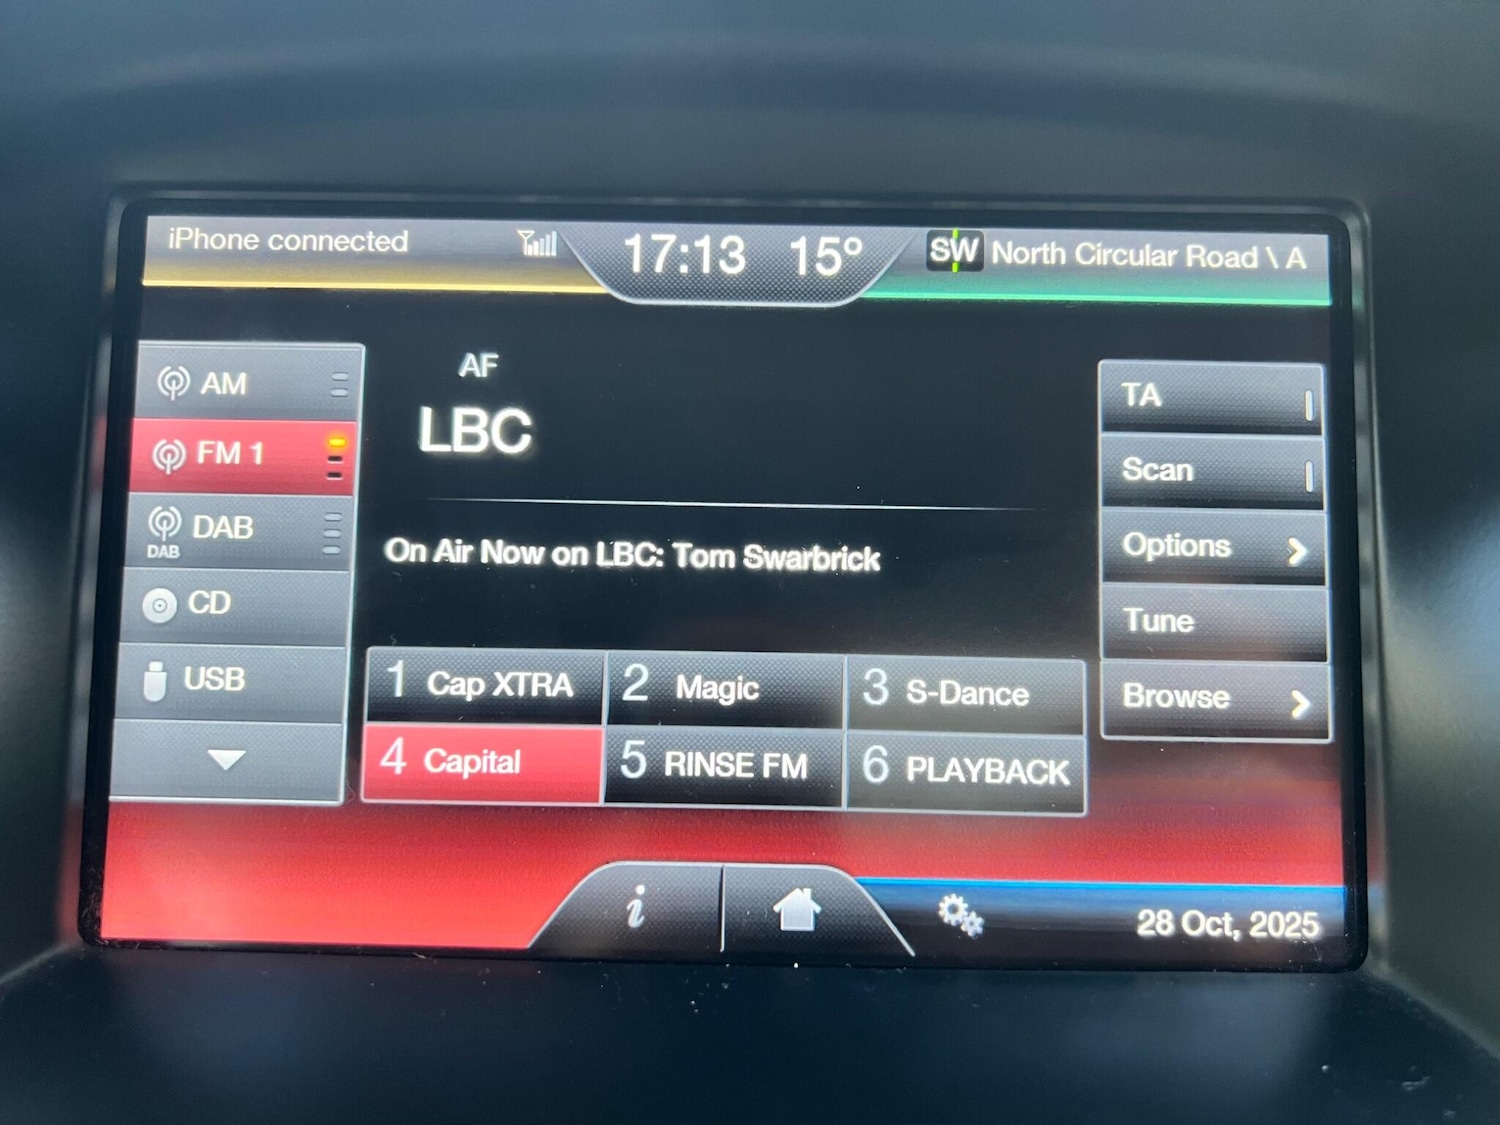 iPhone connected
17:13 15°
SW North Circular Road \ A
AM
FM 1
DAB
DAB
CD
USB
AF
LBC
On Air Now on LBC: Tom Swarbrick
1 Cap XTRA
2 Magic
3 S-Dance
4 Capital
5 RINSE FM
6 PLAYBACK
TA
Scan
Options
Tune
Browse
i
28 Oct, 2025